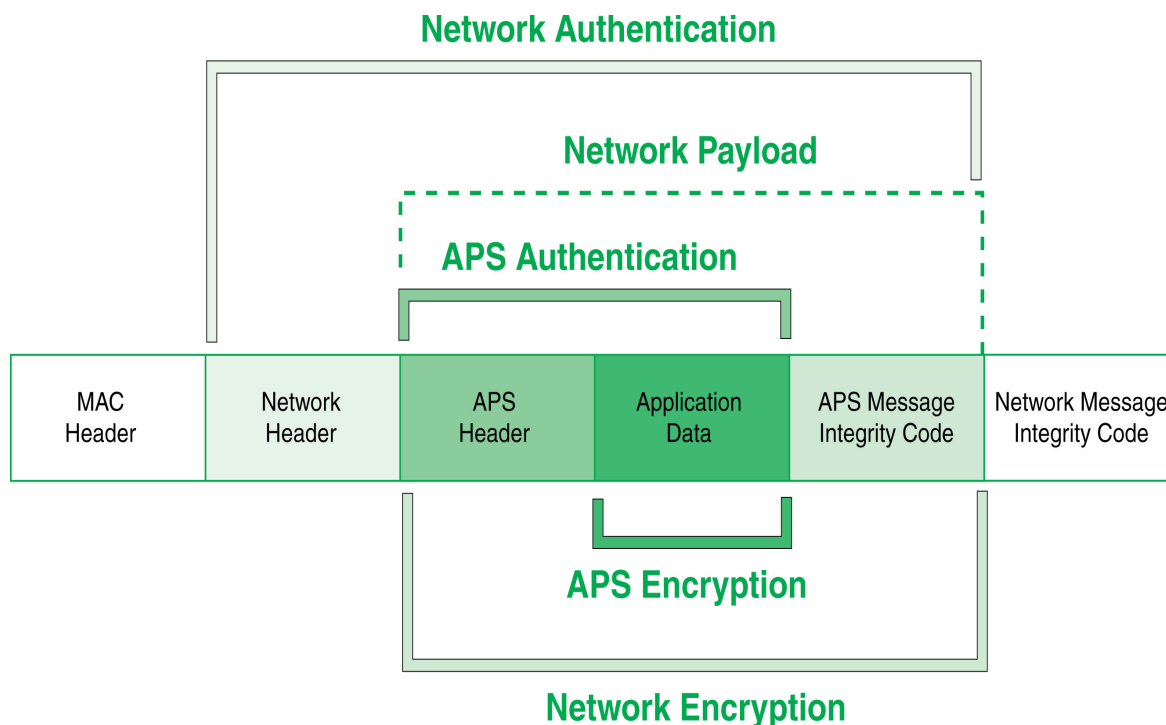 Network Authentication
Network Payload
APS Authentication
MAC
Header
Network
Header
APS
Header
Application
Data
APS Message
Integrity Code
Network Message
Integrity Code
APS Encryption
Network Encryption